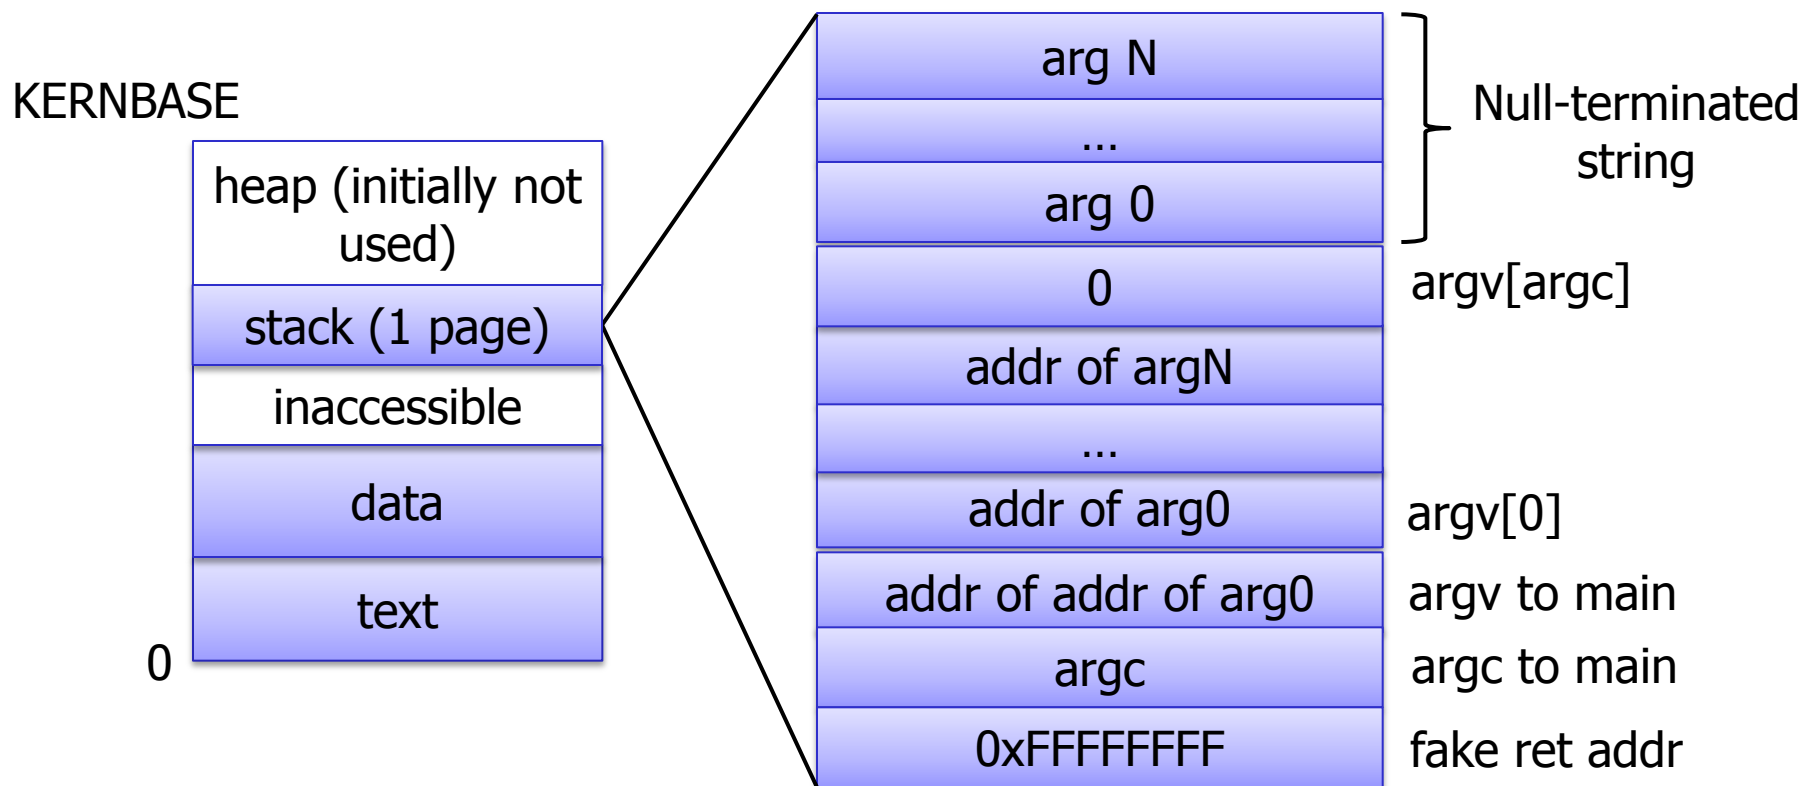 KERNBASE
heap (initially not
used)
stack (1 page)
inaccessible
data
text
0
arg N
...
arg 0
Null-terminated
string
0
argv[argc]
addr of argN
...
addr of arg0
argv[0]
addr of addr of arg0
argv to main
argc
argc to main
0xFFFFFFFF
fake ret addr